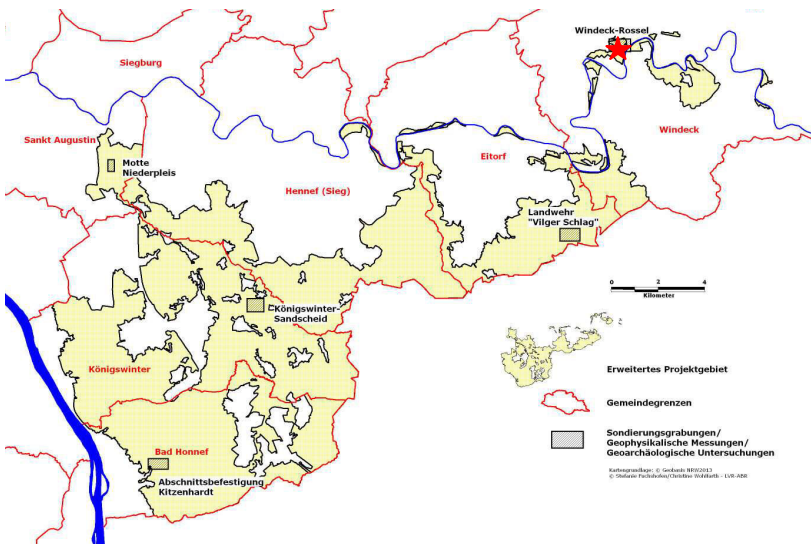 Windeck-Rossel
Siegburg
Sankt Augustin
Windeck
Eitorf
Motte
Niederpleis
Hennef (Sieg)
Landwehr
"Vilger Schlag"
0 2 4
Kilometer
Königswinter-
Sandscheid
Königswinter
Erweitertes Projektgebiet
Gemeindegrenzen
Sondierungsgrabungen/
Geophysikalische Messungen/
Geoarchäologische Untersuchungen
Bad Honnef
Abschnittsbefestigung
Kitzenhardt
Kartengrundlage: © Geobasis NRW2013
© Stefanie Fuchshofen/Christine Wohlfarth - LVR-ABR